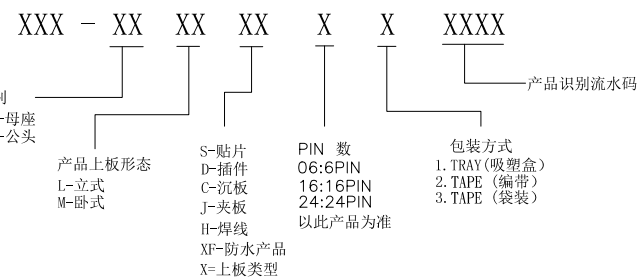 XXX-XX XX XX X X XXXX
产品识别流水码
-母座
-公头
产品上板形态
L-立式
M-卧式
S-贴片
D-插件
C-沉板
J-夹板
H-焊线
XF-防水产品
X=上板类型
PIN 数
06:6PIN
16:16PIN
24:24PIN
以此产品为准
包装方式
1.TRAY(吸塑盒)
2.TAPE (编带)
3.TAPE (袋装)